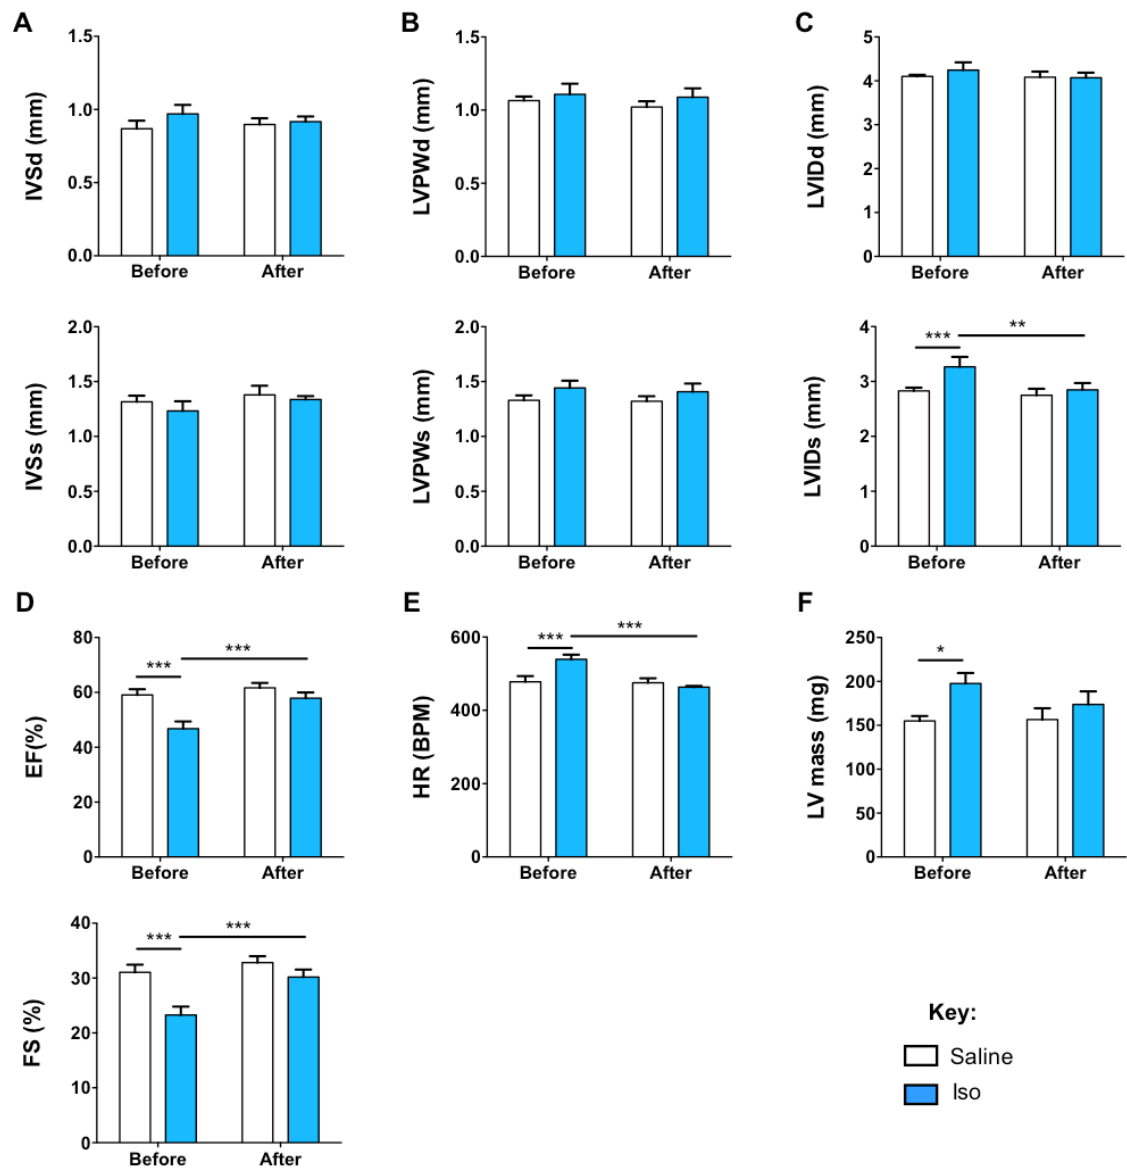 A
IVSd (mm)
1.5
1.0
0.5
0.0
Before After
B
LVPWd (mm)
1.5
1.0
0.5
0.0
Before After
C
LVIDd (mm)
5
4
3
2
1
0
Before After
IVSs (mm)
2.0
1.5
1.0
0.5
0.0
Before After
LVPWs (mm)
2.0
1.5
1.0
0.5
0.0
Before After
LVIDs (mm)
4
3
2
1
0
*** **
Before After
D
EF(%)
80
60
40
20
0
*** ***
Before After
E
HR (BPM)
600
400
200
0
*** ***
Before After
F
LV mass (mg)
250
200
150
100
50
0
*
Before After
FS (%)
40
30
20
10
0
*** ***
Before After
Key:
Saline
Iso